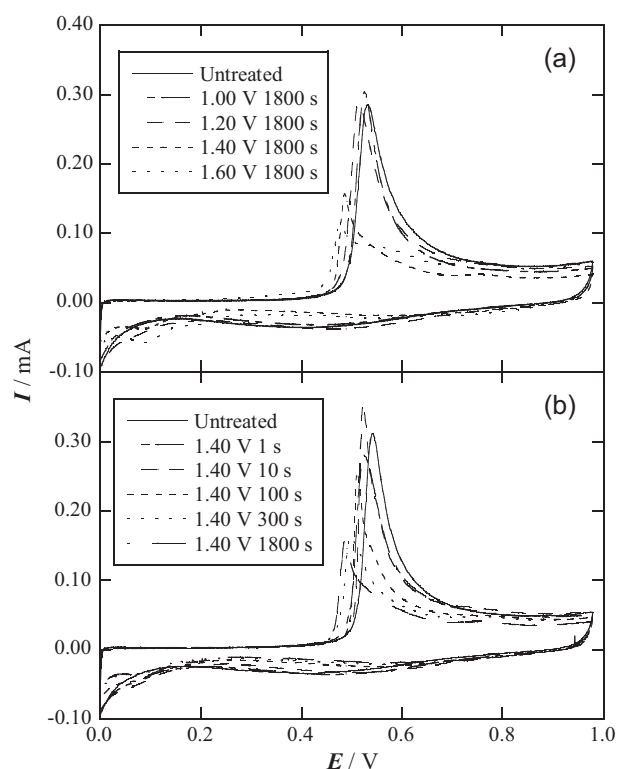 0.40
(a)
Untreated
1.00 V 1800 s
1.20 V 1800 s
1.40 V 1800 s
1.60 V 1800 s
0.30
0.20
0.10
0.00
-0.10
I / mA
(b)
Untreated
1.40 V 1 s
1.40 V 10 s
1.40 V 100 s
1.40 V 300 s
1.40 V 1800 s
0.30
0.20
0.10
0.00
-0.10
0.0 0.2 0.4 0.6 0.8 1.0
E / V